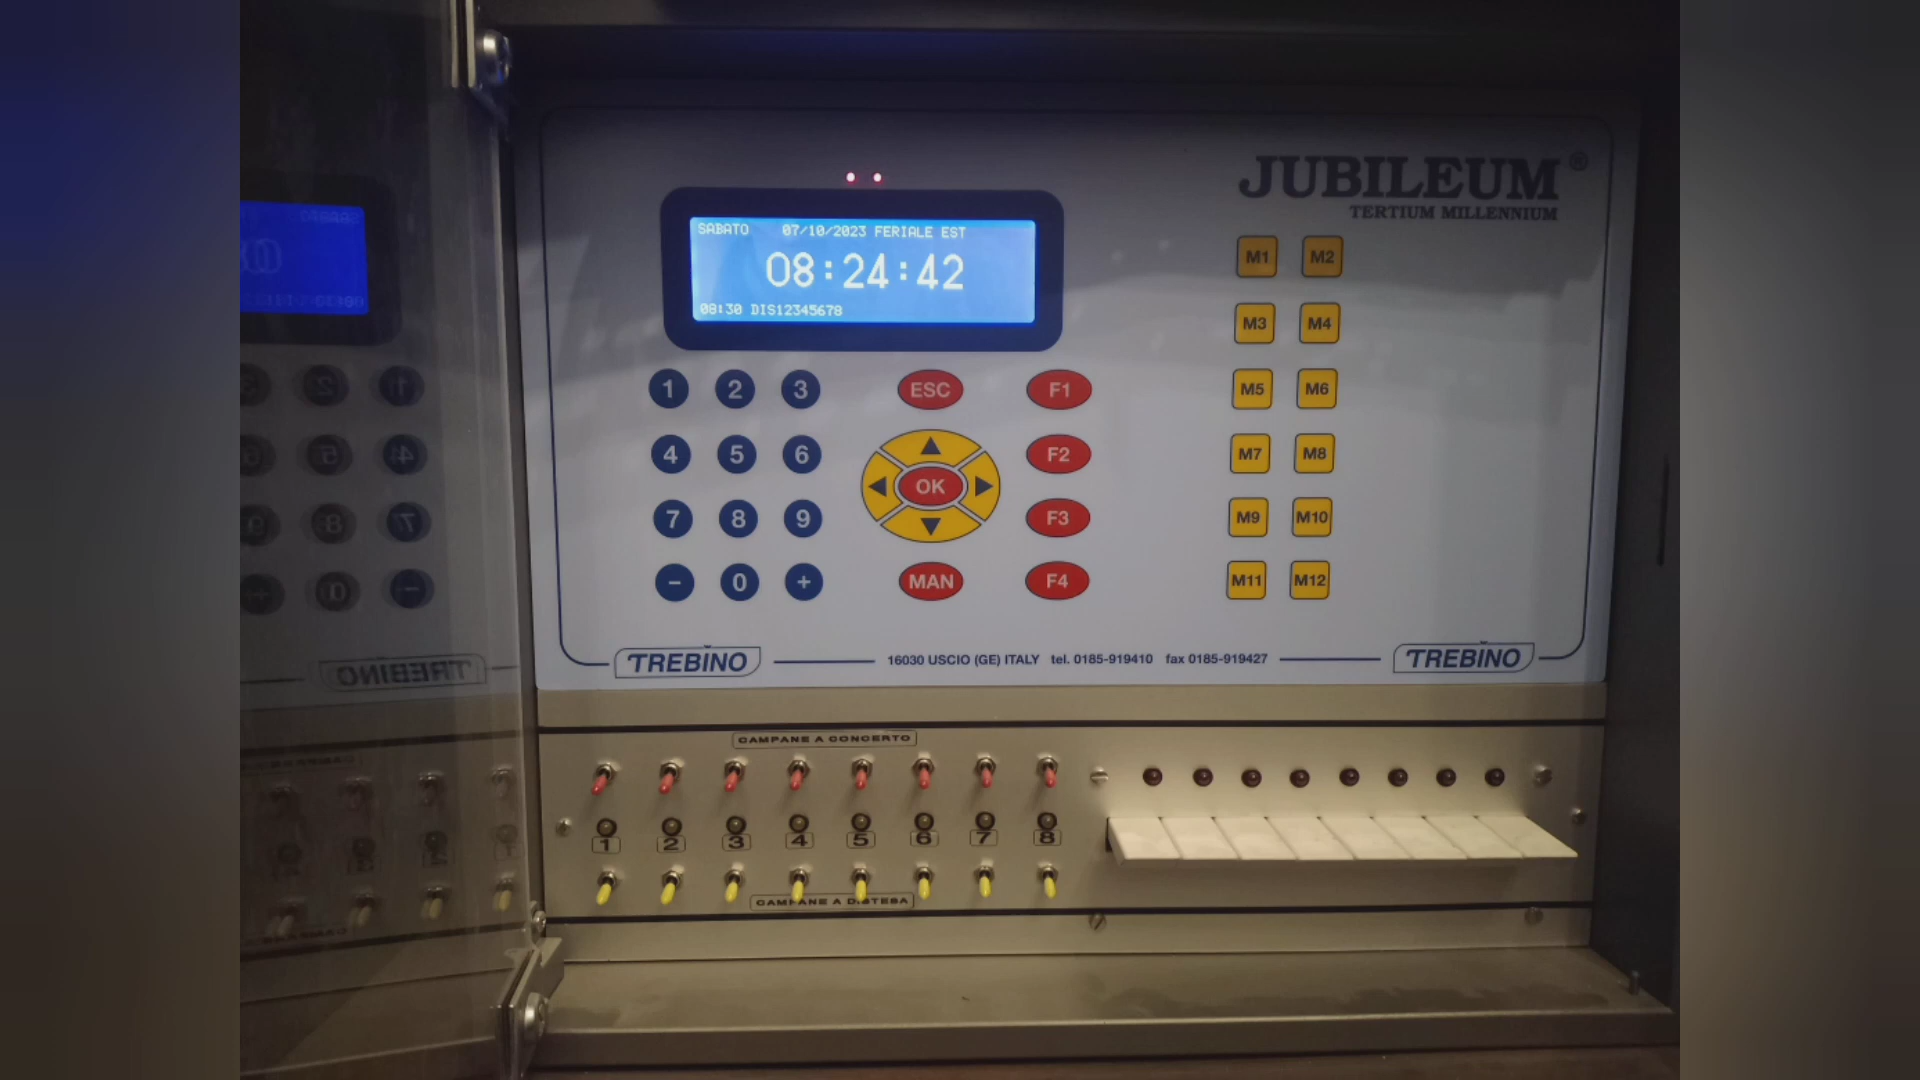 JUBILEUM ®
TERTIUM MILLENNIUM
SABATO 07/10/2023 FERIALE EST
08:24:42
08:30 DIS12345678
M1 M2
M3 M4
M5 M6
M7 M8
M9 M10
M11 M12
1 2 3 ESC F1
4 5 6 F2
OK
7 8 9 F3
- 0 + MAN F4
TREBINO 16030 USCIO (GE) ITALY tel. 0185-919410 fax 0185-919427 TREBINO
CAMPANE A CONCERTO
1 2 3 4 5 6 7 8
CAMPANE A DISTESA